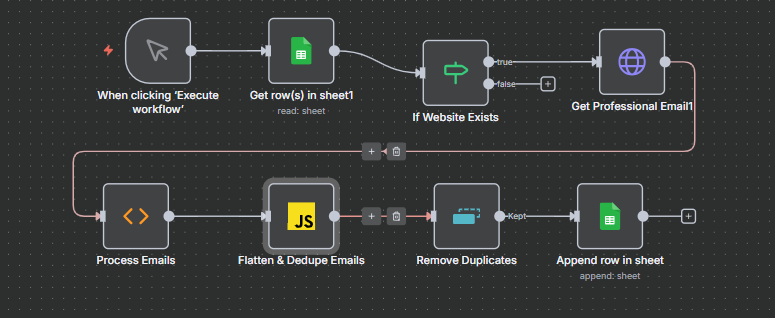 true
false
When clicking ‘Execute
workflow’
Get row(s) in sheet1
read: sheet
If Website Exists
Get Professional Email1
JS
Kept
Process Emails
Flatten & Dedupe Emails
Remove Duplicates
Append row in sheet
append: sheet